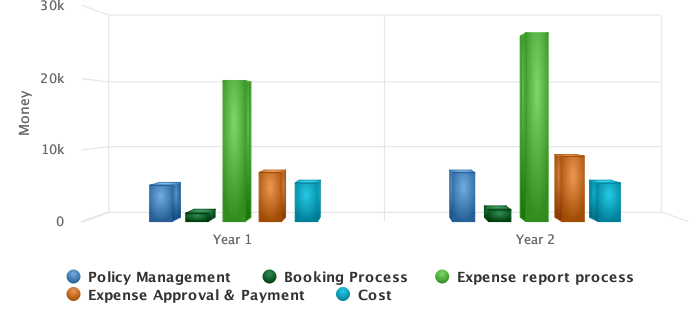 30k
20k
10k
0
Money
Year 1
Year 2
Policy Management
Booking Process
Expense report process
Expense Approval & Payment
Cost